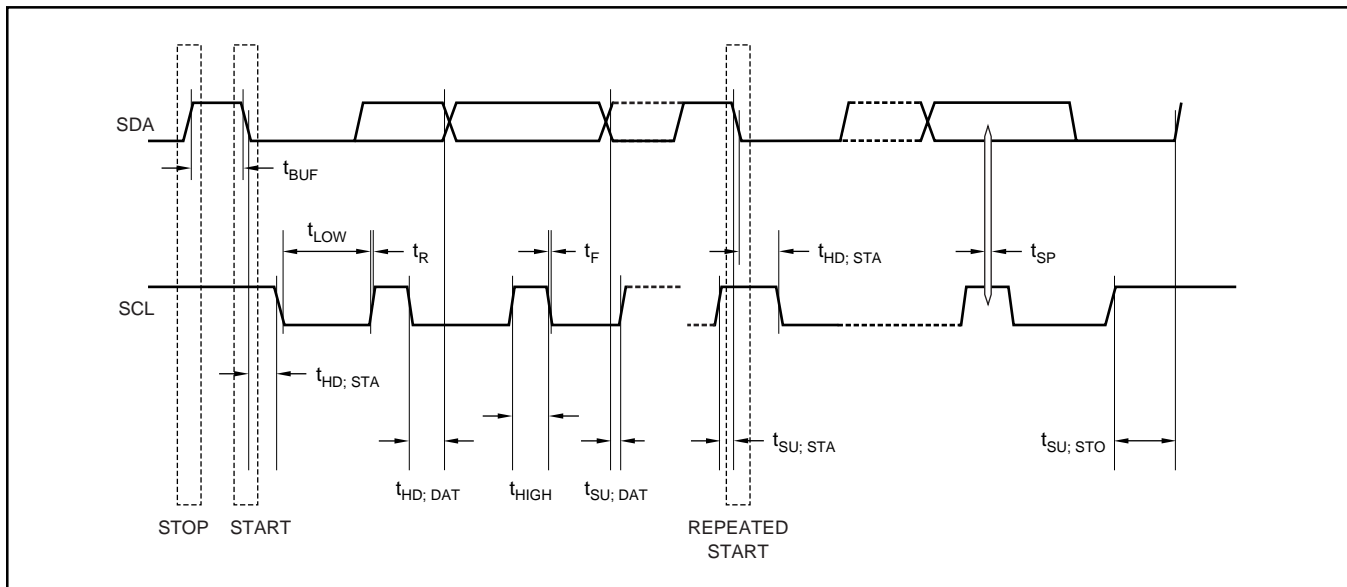 SDA
tBUF
tLOW
tR
tF
tHD; STA
tSP
SCL
tHD; STA
tSU; STA
tSU; STO
tHD; DAT
tHIGH
tSU; DAT
STOP
START
REPEATED
START